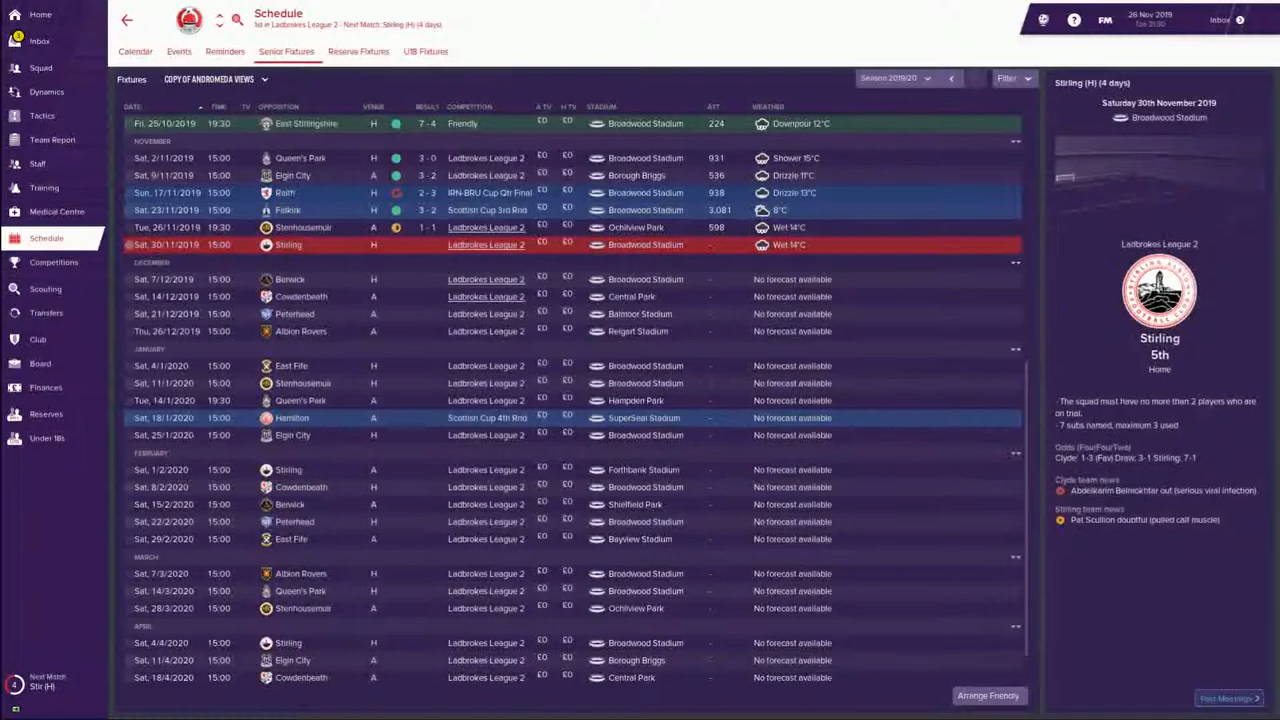 Home
3
Inbox
Squad
Dynamics
Tactics
Team Report
Staff
Training
Medical Centre
Schedule
Competitions
Scouting
Transfers
Club
Board
Finances
Reserves
Under 18s
4
Next Match
Stir (H)
Schedule
1st in Ladbrokes League 2 - Next Match: Stirling (H) (4 days)
? FM 26 Nov 2019 Inbox
Tue 21:30
Calendar Events Reminders Senior Fixtures Reserve Fixtures U18 Fixtures
Fixtures COPY OF ANDROMEDA VIEWS Season 2019/20 Filter
DATE TIME TV OPPOSITION VENUE RESULT COMPETITION A TV H TV STADIUM ATT WEATHER
Fri, 25/10/2019 19:30 East Stirlingshire H 7 - 4 Friendly £0 £0 Broadwood Stadium 224 Downpour 12°C
NOVEMBER
Sat, 2/11/2019 15:00 Queen's Park H 3 - 0 Ladbrokes League 2 £0 £0 Broadwood Stadium 931 Shower 15°C
Sat, 9/11/2019 15:00 Elgin City A 3 - 2 Ladbrokes League 2 £0 £0 Borough Briggs 536 Drizzle 11°C
Sun, 17/11/2019 15:00 Raith H 2 - 3 IRN-BRU Cup Qtr Final £0 £0 Broadwood Stadium 938 Drizzle 13°C
Sat, 23/11/2019 15:00 Falkirk H 3 - 2 Scottish Cup 3rd Rnd £0 £0 Broadwood Stadium 3,081 8°C
Tue, 26/11/2019 19:30 Stenhousemuir A 1 - 1 Ladbrokes League 2 £0 £0 Ochilview Park 598 Wet 14°C
Sat, 30/11/2019 15:00 Stirling H Ladbrokes League 2 £0 £0 Broadwood Stadium - Wet 14°C
DECEMBER
Sat, 7/12/2019 15:00 Berwick H Ladbrokes League 2 £0 £0 Broadwood Stadium - No forecast available
Sat, 14/12/2019 15:00 Cowdenbeath A Ladbrokes League 2 £0 £0 Central Park - No forecast available
Sat, 21/12/2019 15:00 Peterhead A Ladbrokes League 2 £0 £0 Balmoor Stadium - No forecast available
Thu, 26/12/2019 15:00 Albion Rovers A Ladbrokes League 2 £0 £0 Reigart Stadium - No forecast available
JANUARY
Sat, 4/1/2020 15:00 East Fife H Ladbrokes League 2 £0 £0 Broadwood Stadium - No forecast available
Sat, 11/1/2020 15:00 Stenhousemuir H Ladbrokes League 2 £0 £0 Broadwood Stadium - No forecast available
Tue, 14/1/2020 19:30 Queen's Park A Ladbrokes League 2 £0 £0 Hampden Park - No forecast available
Sat, 18/1/2020 15:00 Hamilton A Scottish Cup 4th Rnd £0 £0 SuperSeal Stadium - No forecast available
Sat, 25/1/2020 15:00 Elgin City H Ladbrokes League 2 £0 £0 Broadwood Stadium - No forecast available
FEBRUARY
Sat, 1/2/2020 15:00 Stirling A Ladbrokes League 2 £0 £0 Forthbank Stadium - No forecast available
Sat, 8/2/2020 15:00 Cowdenbeath H Ladbrokes League 2 £0 £0 Broadwood Stadium - No forecast available
Sat, 15/2/2020 15:00 Berwick A Ladbrokes League 2 £0 £0 Shielfield Park - No forecast available
Sat, 22/2/2020 15:00 Peterhead H Ladbrokes League 2 £0 £0 Broadwood Stadium - No forecast available
Sat, 29/2/2020 15:00 East Fife A Ladbrokes League 2 £0 £0 Bayview Stadium - No forecast available
MARCH
Sat, 7/3/2020 15:00 Albion Rovers H Ladbrokes League 2 £0 £0 Broadwood Stadium - No forecast available
Sat, 14/3/2020 15:00 Queen's Park H Ladbrokes League 2 £0 £0 Broadwood Stadium - No forecast available
Sat, 28/3/2020 15:00 Stenhousemuir A Ladbrokes League 2 £0 £0 Ochilview Park - No forecast available
APRIL
Sat, 4/4/2020 15:00 Stirling H Ladbrokes League 2 £0 £0 Broadwood Stadium - No forecast available
Sat, 11/4/2020 15:00 Elgin City A Ladbrokes League 2 £0 £0 Borough Briggs - No forecast available
Sat, 18/4/2020 15:00 Cowdenbeath A Ladbrokes League 2 £0 £0 Central Park - No forecast available
Arrange Friendly
Stirling (H) (4 days)
Saturday 30th November 2019
Broadwood Stadium
Ladbrokes League 2
STIRLING ALBION
FOOTBALL CLUB
Stirling
5th
Home
- The squad must have no more than 2 players who are
on trial.
- 7 subs named, maximum 3 used
Odds (FourFourTwo)
Clyde: 1-3 (Fav) Draw: 3-1 Stirling: 7-1
Clyde team news
Abdelkarim Belmokhtar out (serious viral infection)
Stirling team news
Pat Scullion doubtful (pulled calf muscle)
Past Meetings